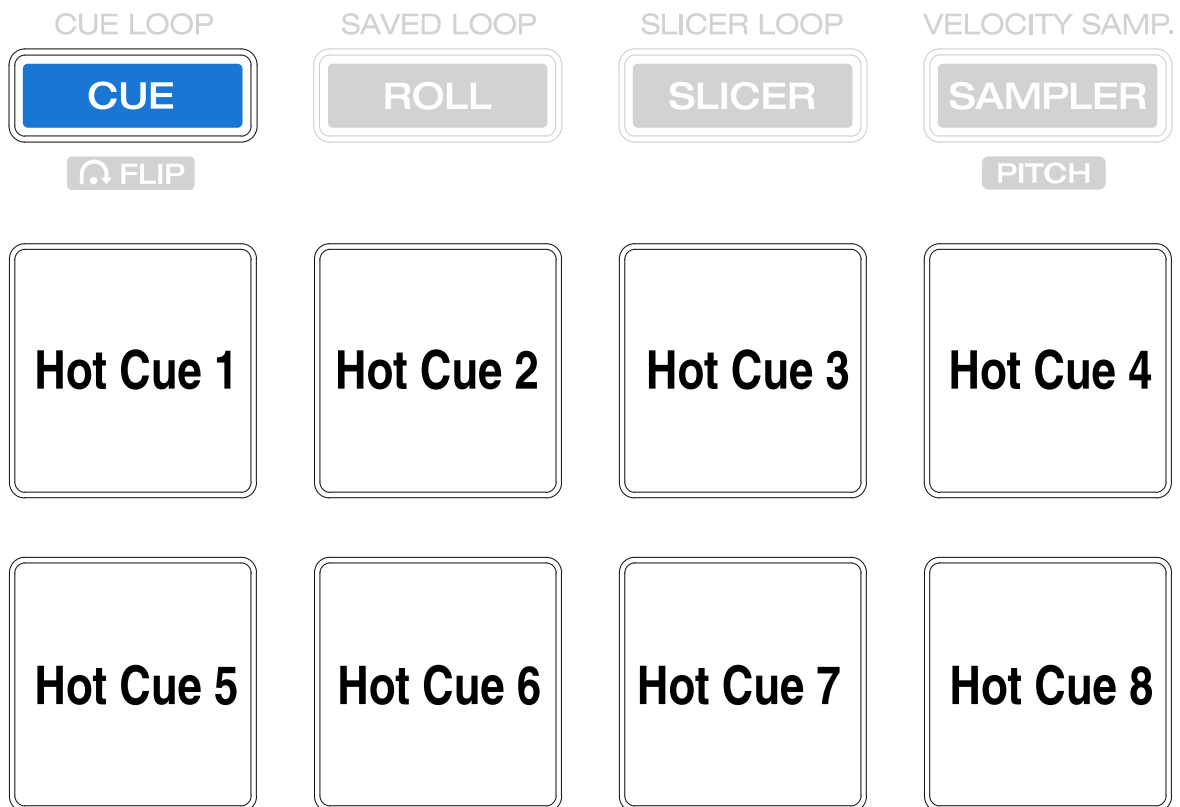 CUE LOOP SAVED LOOP SLICER LOOP VELOCITY SAMP.
CUE ROLL SLICER SAMPLER
FLIP PITCH
Hot Cue 1 Hot Cue 2 Hot Cue 3 Hot Cue 4
Hot Cue 5 Hot Cue 6 Hot Cue 7 Hot Cue 8